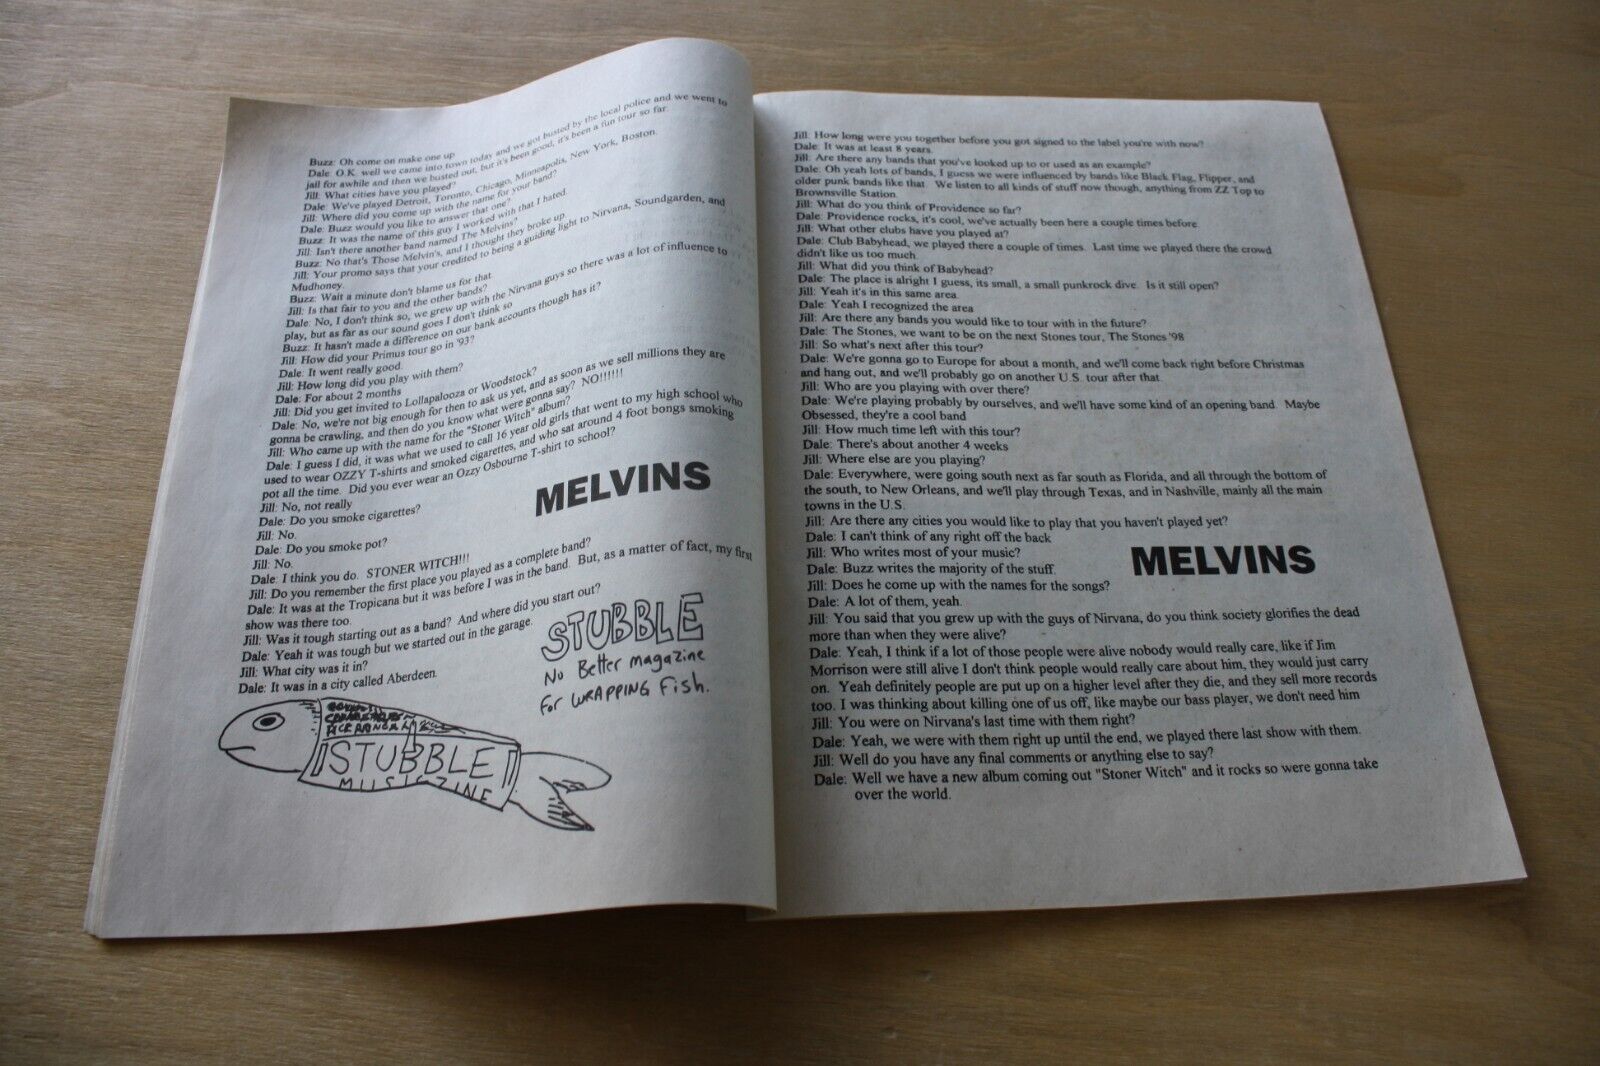 Buzz: Oh come on make one up
Dale: O.K. well we came into town today and we got busted by the local police and we went to
jail for awhile and then we busted out, but it's been good, it's been a fun tour so far.
Jill: What cities have you played?
Dale: We've played Detroit, Toronto, Chicago, Minneapolis, New York, Boston.
Jill: Where did you come up with the name for your band?
Dale: Buzz would you like to answer that one?
Buzz: It was the name of this guy I worked with that I hated.
Jill: Isn't there another band named The Melvins?
Buzz: No that's Those Melvin's, and I thought they broke up
Jill: Your promo says that your credited to being a guiding light to Nirvana, Soundgarden, and
Mudhoney.
Buzz: Wait a minute don't blame us for that
Jill: Is that fair to you and the other bands?
Dale: No, I don't think so, we grew up with the Nirvana guys so there was a lot of influence to
play, but as far as our sound goes I don't think so
Buzz: It hasn't made a difference on our bank accounts though has it?
Jill: How did your Primus tour go in '93?
Dale: It went really good.
Jill: How long did you play with them?
Dale: For about 2 months
Jill: Did you get invited to Lollapalooza or Woodstock?
Dale: No, we're not big enough for then to ask us yet, and as soon as we sell millions they are
gonna be crawling, and then do you know what were gonna say? NO!!!!!!
Jill: Who came up with the name for the "Stoner Witch" album?
Dale: I guess I did, it was what we used to call 16 year old girls that went to my high school who
used to wear OZZY T-shirts and smoked cigarettes, and who sat around 4 foot bongs smoking
pot all the time. Did you ever wear an Ozzy Osbourne T-shirt to school?
Jill: No, not really
Dale: Do you smoke cigarettes?
Jill: No.
Dale: Do you smoke pot?
Jill: No.
Dale: I think you do. STONER WITCH!!!
Jill: Do you remember the first place you played as a complete band?
Dale: It was at the Tropicana but it was before I was in the band. But, as a matter of fact, my first
show was there too.
Jill: Was it tough starting out as a band? And where did you start out?
Dale: Yeah it was tough but we started out in the garage.
Jill: What city was it in?
Dale: It was in a city called Aberdeen.
MELVINS
STUBBLE
No Better magazine
For WRAPPING Fish.
STUBBLE
MUSICZINE
Jill: How long were you together before you got signed to the label you're with now?
Dale: It was at least 8 years.
Jill: Are there any bands that you've looked up to or used as an example?
Dale: Oh yeah lots of bands, I guess we were influenced by bands like Black Flag, Flipper, and
older punk bands like that. We listen to all kinds of stuff now though, anything from ZZ Top to
Brownsville Station.
Jill: What do you think of Providence so far?
Dale: Providence rocks, it's cool, we've actually been here a couple times before
Jill: What other clubs have you played at?
Dale: Club Babyhead, we played there a couple of times. Last time we played there the crowd
didn't like us too much
Jill: What did you think of Babyhead?
Dale: The place is alright I guess, its small, a small punkrock dive. Is it still open?
Jill: Yeah it's in this same area.
Dale: Yeah I recognized the area
Jill: Are there any bands you would like to tour with in the future?
Dale: The Stones, we want to be on the next Stones tour, The Stones '98
Jill: So what's next after this tour?
Dale: We're gonna go to Europe for about a month, and we'll come back right before Christmas
and hang out, and we'll probably go on another U.S. tour after that.
Jill: Who are you playing with over there?
Dale: We're playing probably by ourselves, and we'll have some kind of an opening band. Maybe
Obsessed, they're a cool band
Jill: How much time left with this tour?
Dale: There's about another 4 weeks
Jill: Where else are you playing?
Dale: Everywhere, were going south next as far south as Florida, and all through the bottom of
the south, to New Orleans, and we'll play through Texas, and in Nashville, mainly all the main
towns in the U.S.
Jill: Are there any cities you would like to play that you haven't played yet?
Dale: I can't think of any right off the back
Jill: Who writes most of your music?
Dale: Buzz writes the majority of the stuff.
Jill: Does he come up with the names for the songs?
Dale: A lot of them, yeah.
MELVINS
Jill: You said that you grew up with the guys of Nirvana, do you think society glorifies the dead
more than when they were alive?
Dale: Yeah, I think if a lot of those people were alive nobody would really care, like if Jim
Morrison were still alive I don't think people would really care about him, they would just carry
on. Yeah definitely people are put up on a higher level after they die, and they sell more records
too. I was thinking about killing one of us off, like maybe our bass player, we don't need him
Jill: You were on Nirvana's last time with them right?
Dale: Yeah, we were with them right up until the end, we played there last show with them.
Jill: Well do you have any final comments or anything else to say?
Dale: Well we have a new album coming out "Stoner Witch" and it rocks so were gonna take
over the world.